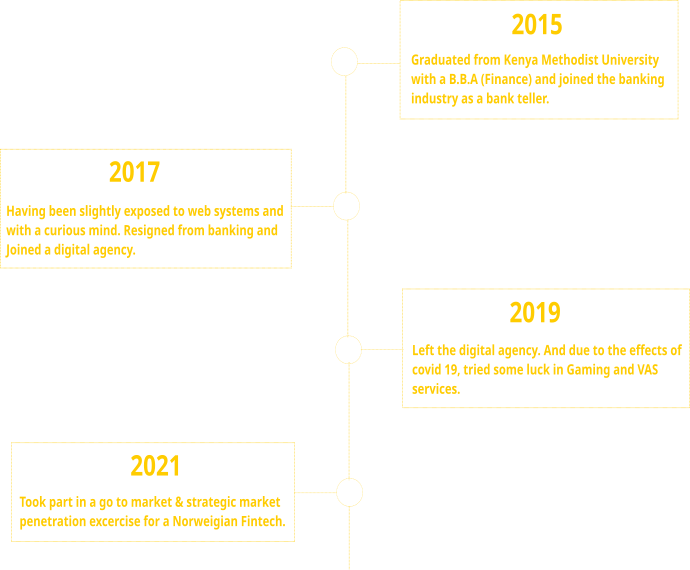 2015
Graduated from Kenya Methodist University
with a B.B.A (Finance) and joined the banking
industry as a bank teller.
2017
Having been slightly exposed to web systems and
with a curious mind. Resigned from banking and
Joined a digital agency.
2019
Left the digital agency. And due to the effects of
covid 19, tried some luck in Gaming and VAS
services.
2021
Took part in a go to market & strategic market
penetration excercise for a Norweigian Fintech.